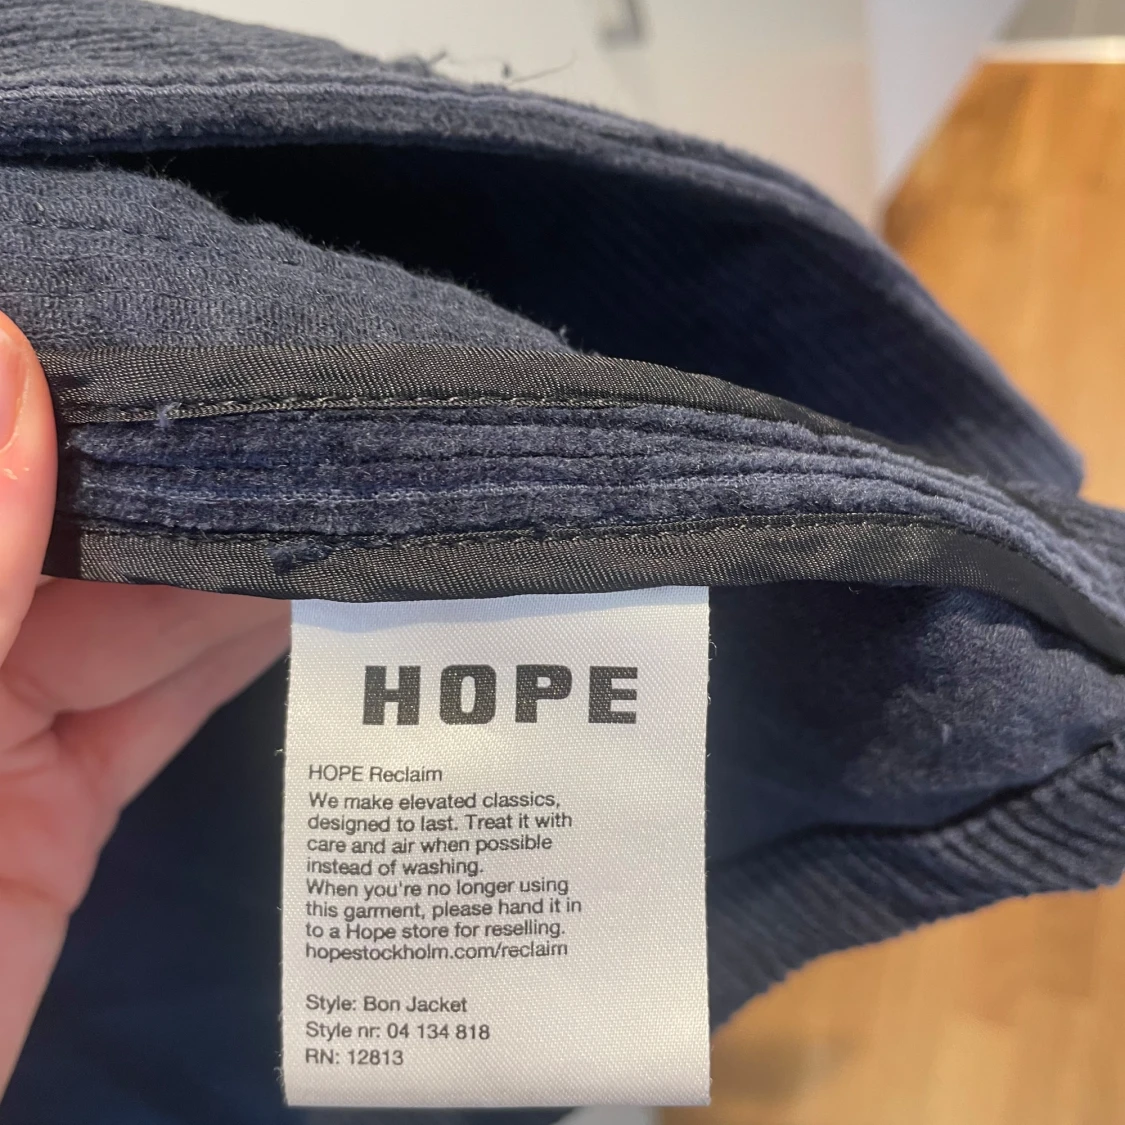 HOPE
HOPE Reclaim
We make elevated classics,
designed to last. Treat it with
care and air when possible
instead of washing.
When you're no longer using
this garment, please hand it in
to a Hope store for reselling.
hopestockholm.com/reclaim
Style: Bon Jacket
Style nr: 04 134 818
RN: 12813